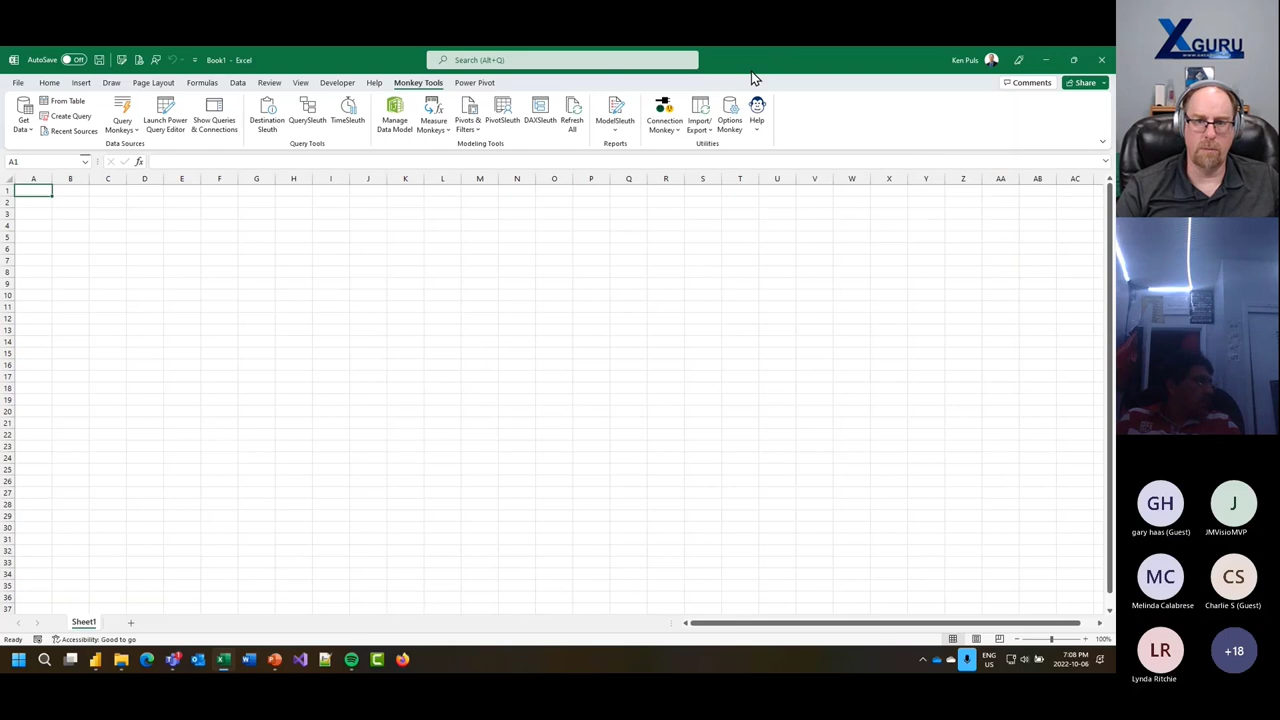 AutoSave Off Book1 - Excel Search (Alt+Q) Ken Puls
File Home Insert Draw Page Layout Formulas Data Review View Developer Help Monkey Tools Power Pivot Comments Share
Get Data
From Table
Create Query
Recent Sources
Query Monkeys
Launch Power Query Editor
Show Queries & Connections
Destination Sleuth
QuerySleuth
TimeSleuth
Manage Data Model
Measure Monkeys
Pivots & Filters
PivotSleuth
DAXSleuth
Refresh All
ModelSleuth
Connection Monkey
Import/ Export
Options Monkey
Help
Data Sources Query Tools Modeling Tools Reports Utilities
A1 fx
A B C D E F G H I J K L M N O P Q R S T U V W X Y Z AA AB AC
1
2
3
4
5
6
7
8
9
10
11
12
13
14
15
16
17
18
19
20
21
22
23
24
25
26
27
28
29
30
31
32
33
34
35
36
37
Sheet1
Ready Accessibility: Good to go 100%
ENG
US
7:08 PM
2022-10-06
XGURU
GH J
gary haas (Guest) JMVisioMVP
MC CS
Melinda Calabrese Charlie S (Guest)
LR +18
Lynda Ritchie